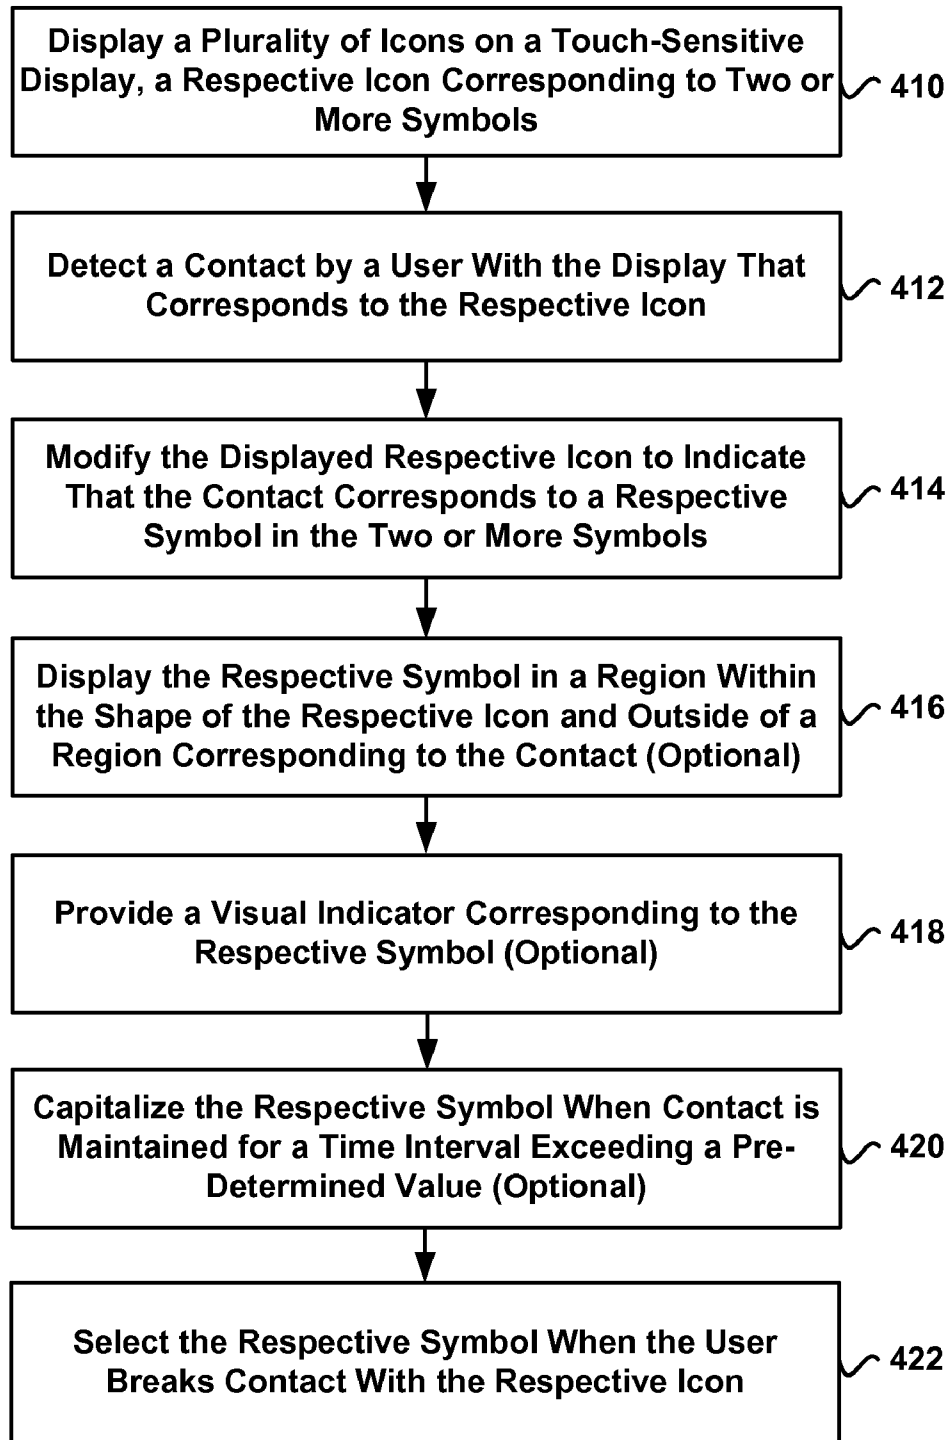 Display a Plurality of Icons on a Touch-Sensitive
Display, a Respective Icon Corresponding to Two or
More Symbols
410
Detect a Contact by a User With the Display That
Corresponds to the Respective Icon
412
Modify the Displayed Respective Icon to Indicate
That the Contact Corresponds to a Respective
Symbol in the Two or More Symbols
414
Display the Respective Symbol in a Region Within
the Shape of the Respective Icon and Outside of a
Region Corresponding to the Contact (Optional)
416
Provide a Visual Indicator Corresponding to the
Respective Symbol (Optional)
418
Capitalize the Respective Symbol When Contact is
Maintained for a Time Interval Exceeding a Pre-
Determined Value (Optional)
420
Select the Respective Symbol When the User
Breaks Contact With the Respective Icon
422